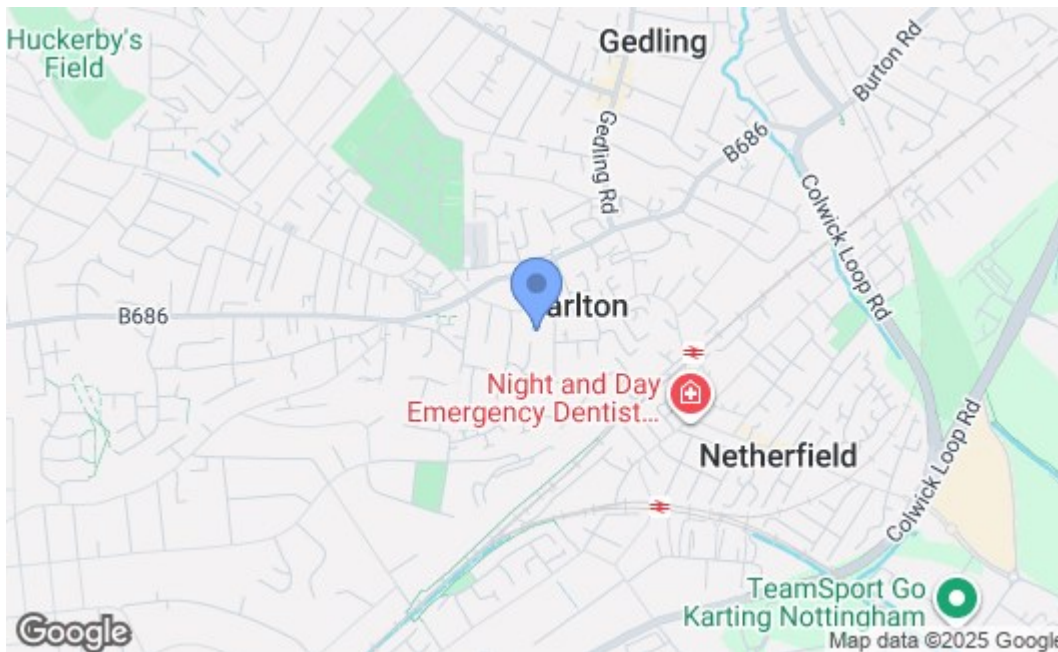 Huckerby's
Field
Gedling
Burton Rd
Gedling Rd
B686
Colwick Loop Rd
B686
arlton
Night and Day
Emergency Dentist...
Netherfield
Colwick Loop Rd
TeamSport Go
Karting Nottingham
Google
Map data ©2025 Google